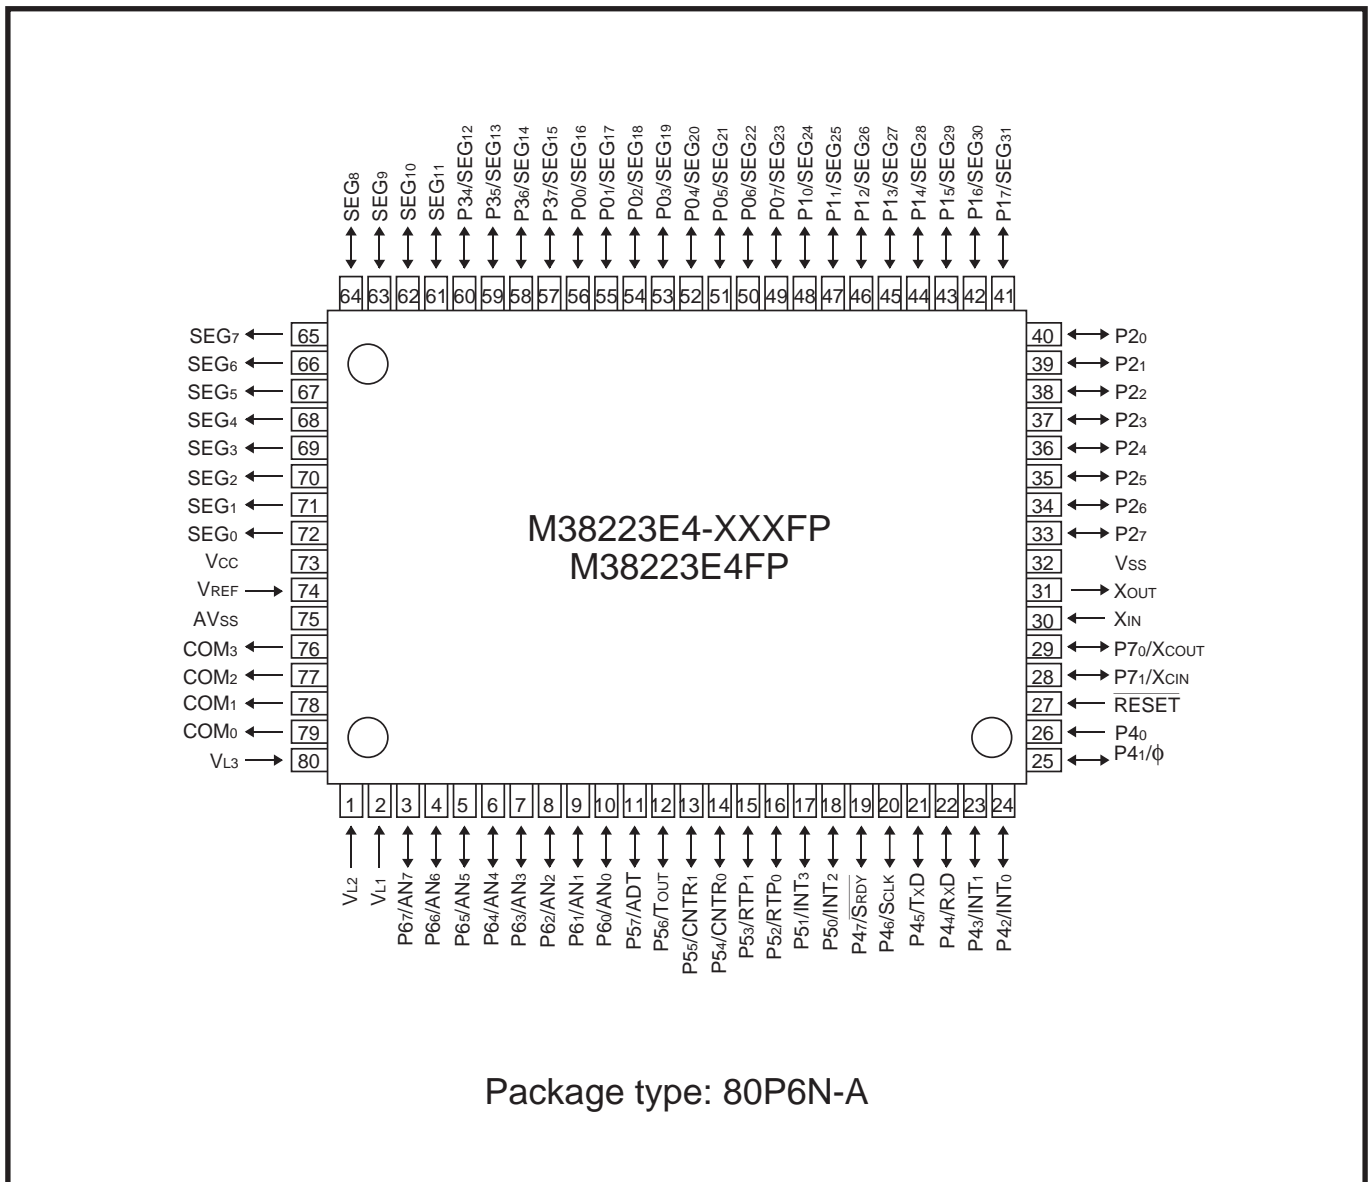 SEG8
SEG9
SEG10
SEG11
P34/SEG12
P35/SEG13
P36/SEG14
P37/SEG15
P00/SEG16
P01/SEG17
P02/SEG18
P03/SEG19
P04/SEG20
P05/SEG21
P06/SEG22
P07/SEG23
P10/SEG24
P11/SEG25
P12/SEG26
P13/SEG27
P14/SEG28
P15/SEG29
P16/SEG30
P17/SEG31
64 63 62 61 60 59 58 57 56 55 54 53 52 51 50 49 48 47 46 45 44 43 42 41
SEG7 65
SEG6 66
SEG5 67
SEG4 68
SEG3 69
SEG2 70
SEG1 71
SEG0 72
VCC 73
VREF 74
AVSS 75
COM3 76
COM2 77
COM1 78
COM0 79
VL3 80
M38223E4-XXXFP
M38223E4FP
40 P20
39 P21
38 P22
37 P23
36 P24
35 P25
34 P26
33 P27
32 VSS
31 XOUT
30 XIN
29 P70/XCOUT
28 P71/XCIN
27 RESET
26 P40
25 P41/ϕ
1 2 3 4 5 6 7 8 9 10 11 12 13 14 15 16 17 18 19 20 21 22 23 24
VL2
VL1
P67/AN7
P66/AN6
P65/AN5
P64/AN4
P63/AN3
P62/AN2
P61/AN1
P60/AN0
P57/ADT
P56/TOUT
P55/CNTR1
P54/CNTR0
P53/RTP1
P52/RTP0
P51/INT3
P50/INT2
P47/SRDY
P46/SCLK
P45/TXD
P44/RXD
P43/INT1
P42/INT0
Package type: 80P6N-A